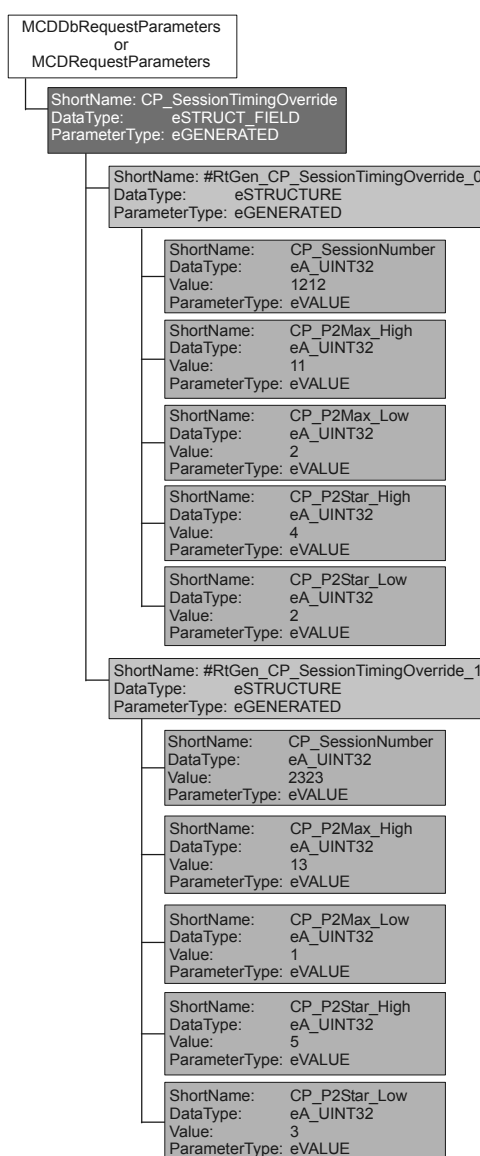 MCDDbRequestParameters
or
MCDRequestParameters
ShortName: CP_SessionTimingOverride
DataType: eSTRUCT_FIELD
ParameterType: eGENERATED
ShortName: #RtGen_CP_SessionTimingOverride_0
DataType: eSTRUCTURE
ParameterType: eGENERATED
ShortName: CP_SessionNumber
DataType: eA_UINT32
Value: 1212
ParameterType: eVALUE
ShortName: CP_P2Max_High
DataType: eA_UINT32
Value: 11
ParameterType: eVALUE
ShortName: CP_P2Max_Low
DataType: eA_UINT32
Value: 2
ParameterType: eVALUE
ShortName: CP_P2Star_High
DataType: eA_UINT32
Value: 4
ParameterType: eVALUE
ShortName: CP_P2Star_Low
DataType: eA_UINT32
Value: 2
ParameterType: eVALUE
ShortName: #RtGen_CP_SessionTimingOverride_1
DataType: eSTRUCTURE
ParameterType: eGENERATED
ShortName: CP_SessionNumber
DataType: eA_UINT32
Value: 2323
ParameterType: eVALUE
ShortName: CP_P2Max_High
DataType: eA_UINT32
Value: 13
ParameterType: eVALUE
ShortName: CP_P2Max_Low
DataType: eA_UINT32
Value: 1
ParameterType: eVALUE
ShortName: CP_P2Star_High
DataType: eA_UINT32
Value: 5
ParameterType: eVALUE
ShortName: CP_P2Star_Low
DataType: eA_UINT32
Value: 3
ParameterType: eVALUE